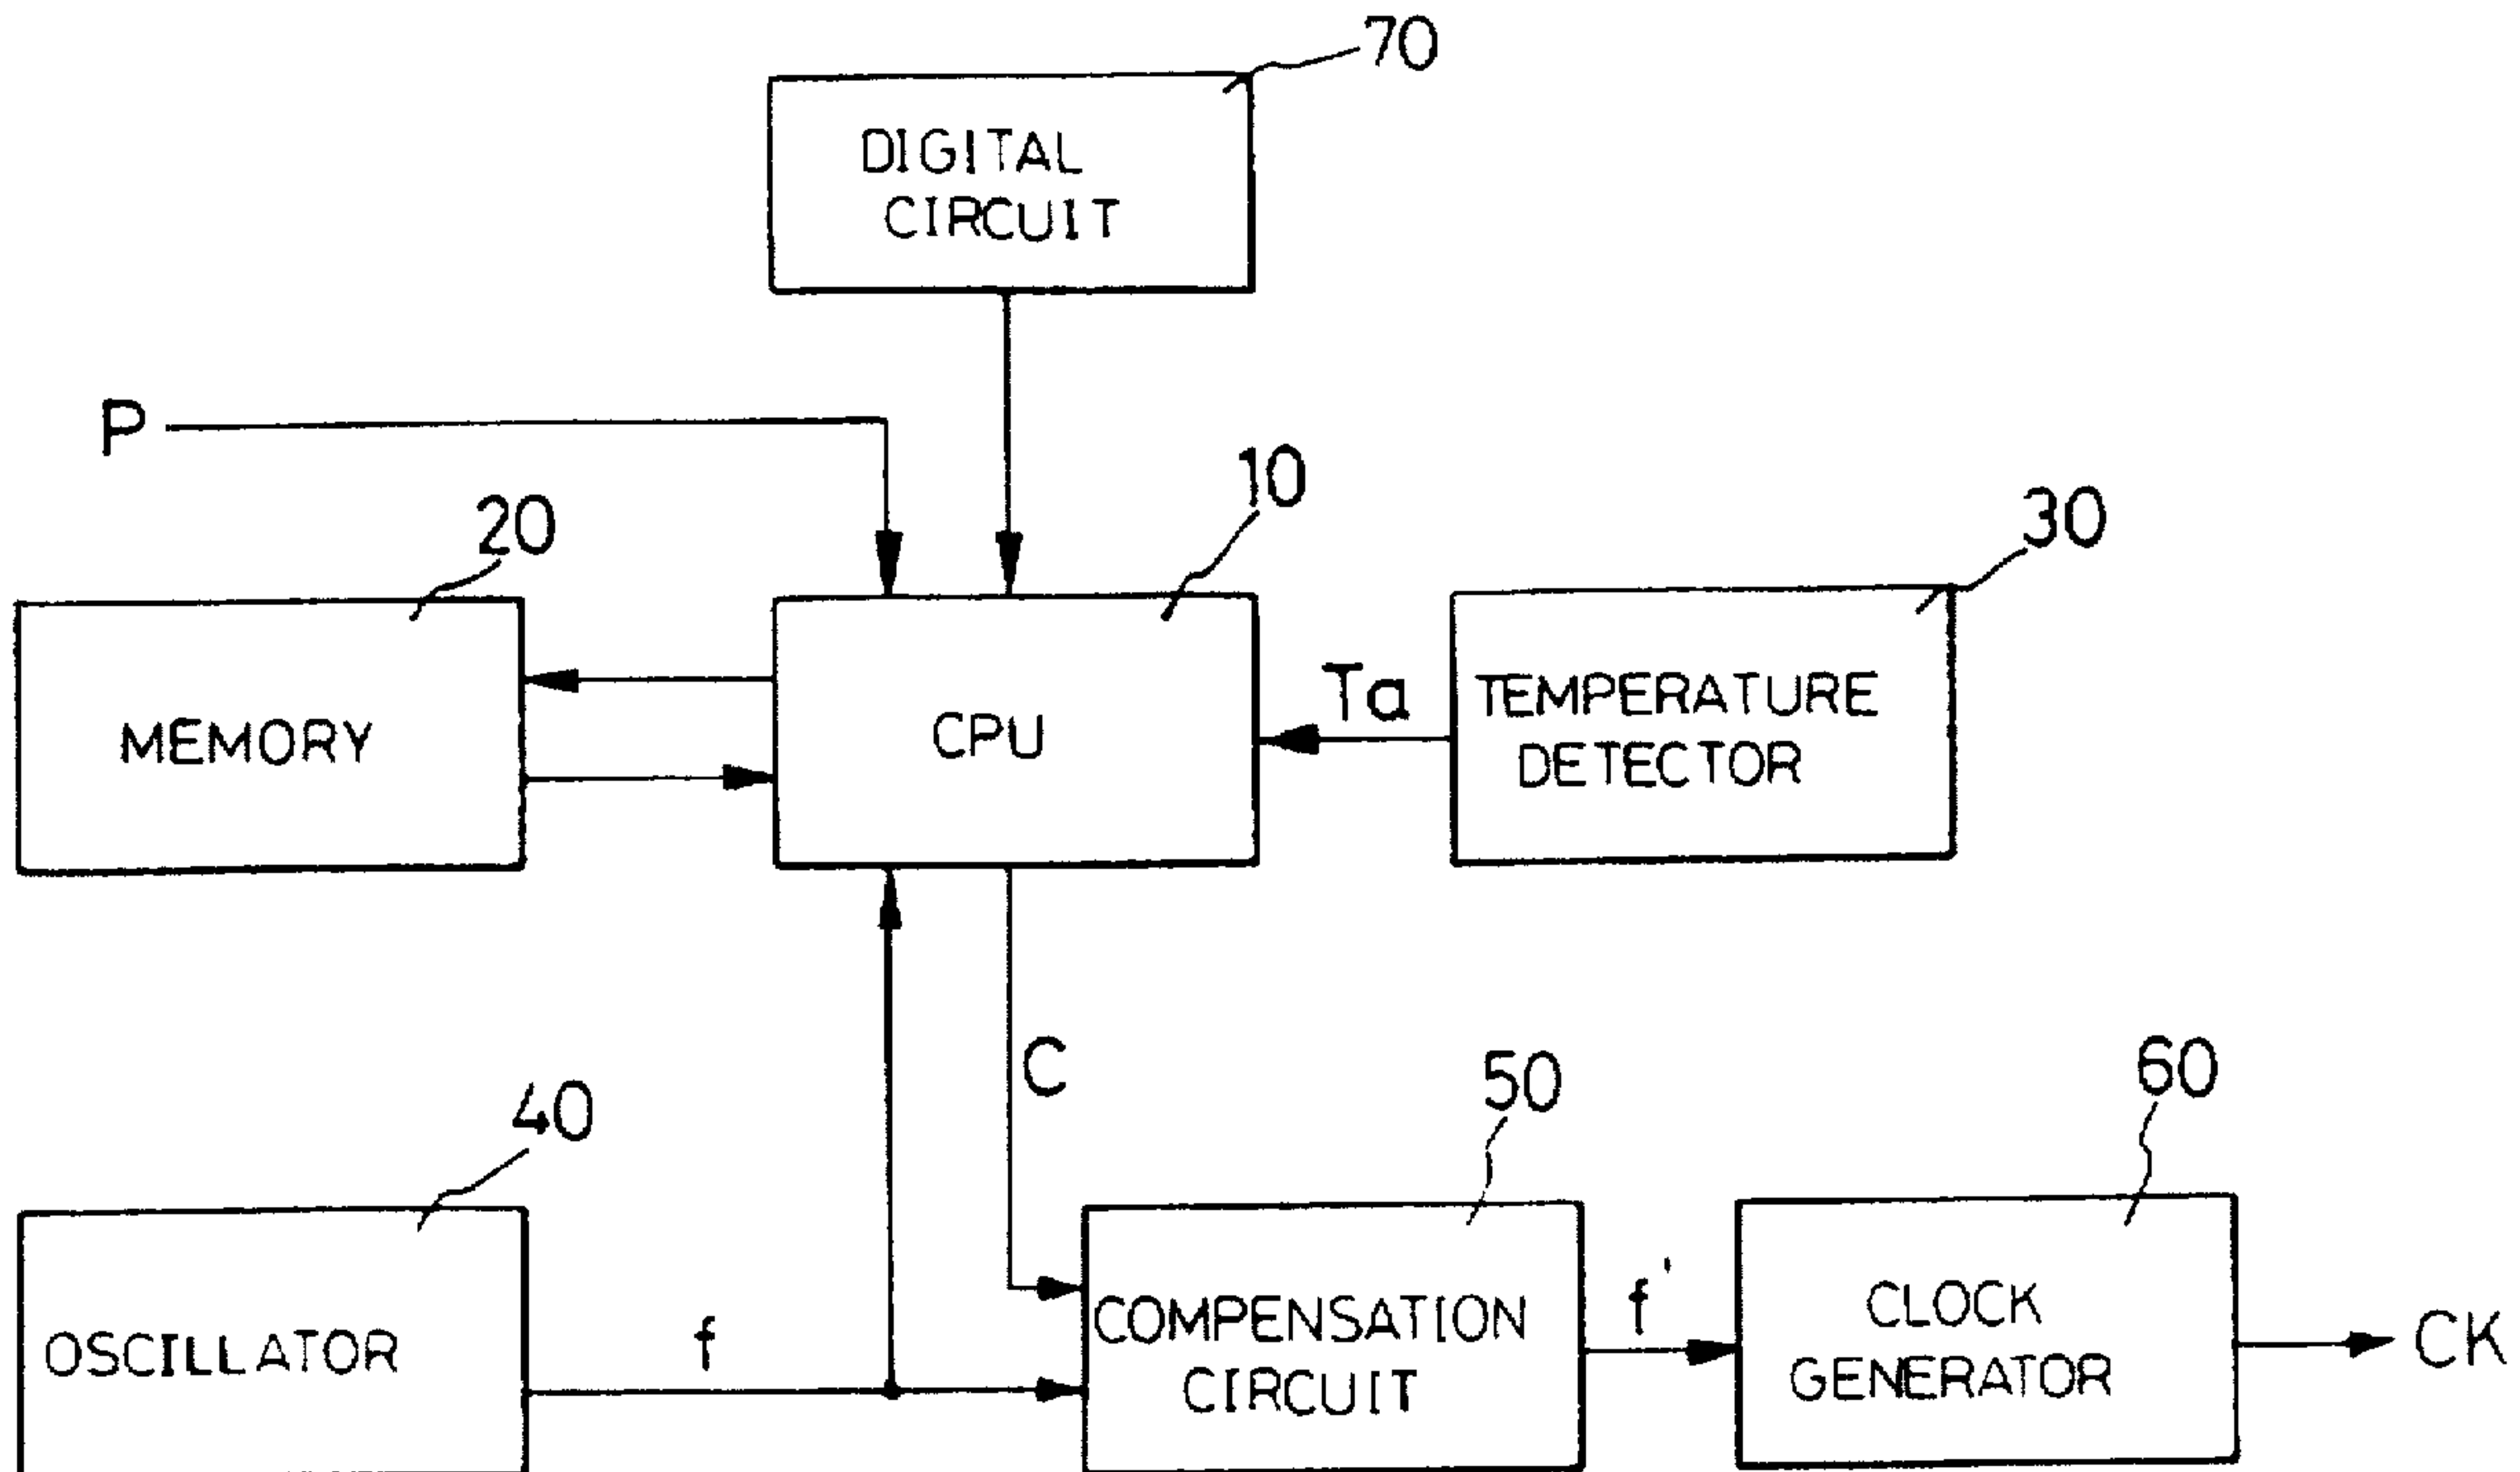 70
DIGITAL
CIRCUIT
P
10
20
30
MEMORY
CPU
Ta
TEMPERATURE
DETECTOR
C
40
50
60
OSCILLATOR
f
COMPENSATION
CIRCUIT
f'
CLOCK
GENERATOR
CK